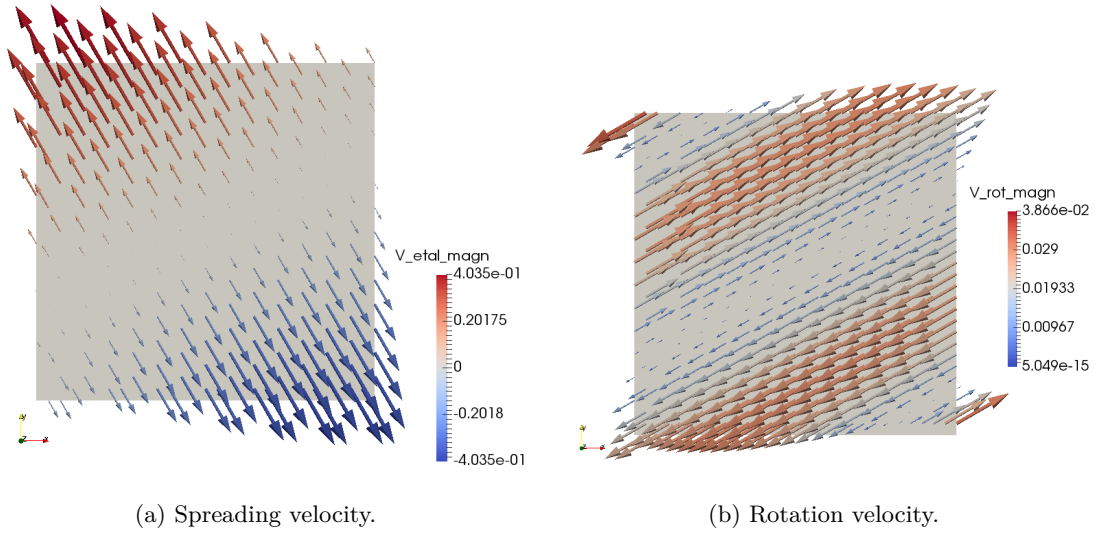 V_etal_magn
4.035e-01
0.20175
0
-0.2018
-4.035e-01
y
z
x
(a) Spreading velocity.
V_rot_magn
3.866e-02
0.029
0.01933
0.00967
5.049e-15
y
z
x
(b) Rotation velocity.